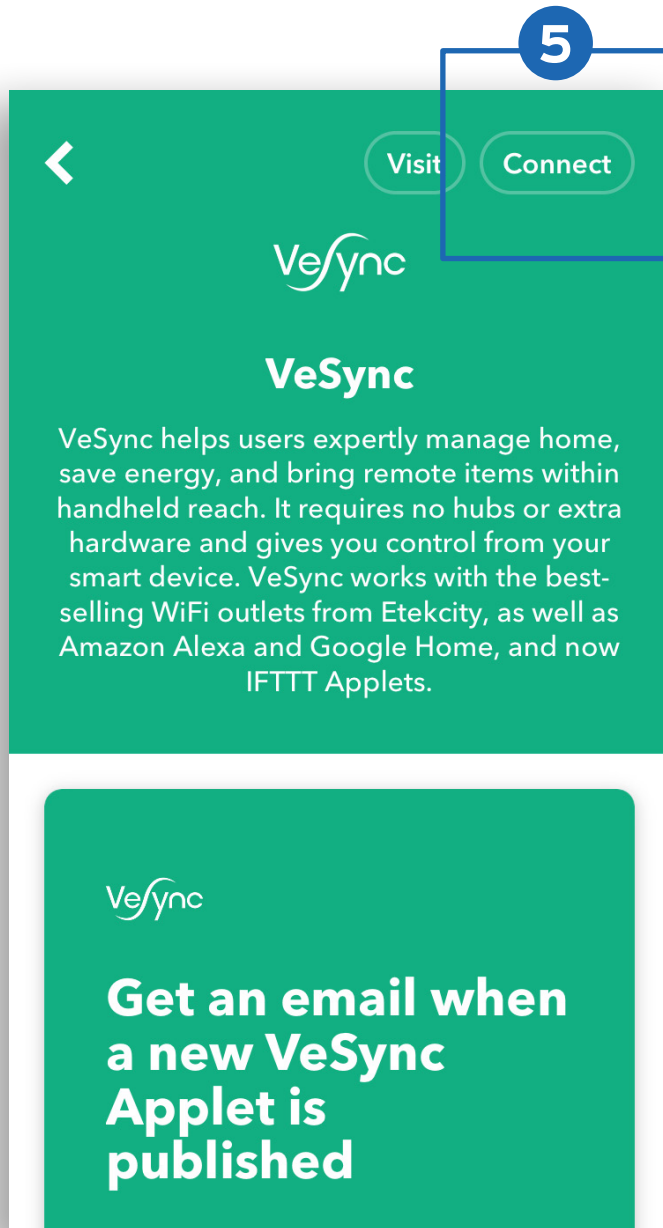 5
Visit Connect
VeSync
VeSync
VeSync helps users expertly manage home,
save energy, and bring remote items within
handheld reach. It requires no hubs or extra
hardware and gives you control from your
smart device. VeSync works with the best-
selling WiFi outlets from Etekcity, as well as
Amazon Alexa and Google Home, and now
IFTTT Applets.
VeSync
Get an email when
a new VeSync
Applet is
published